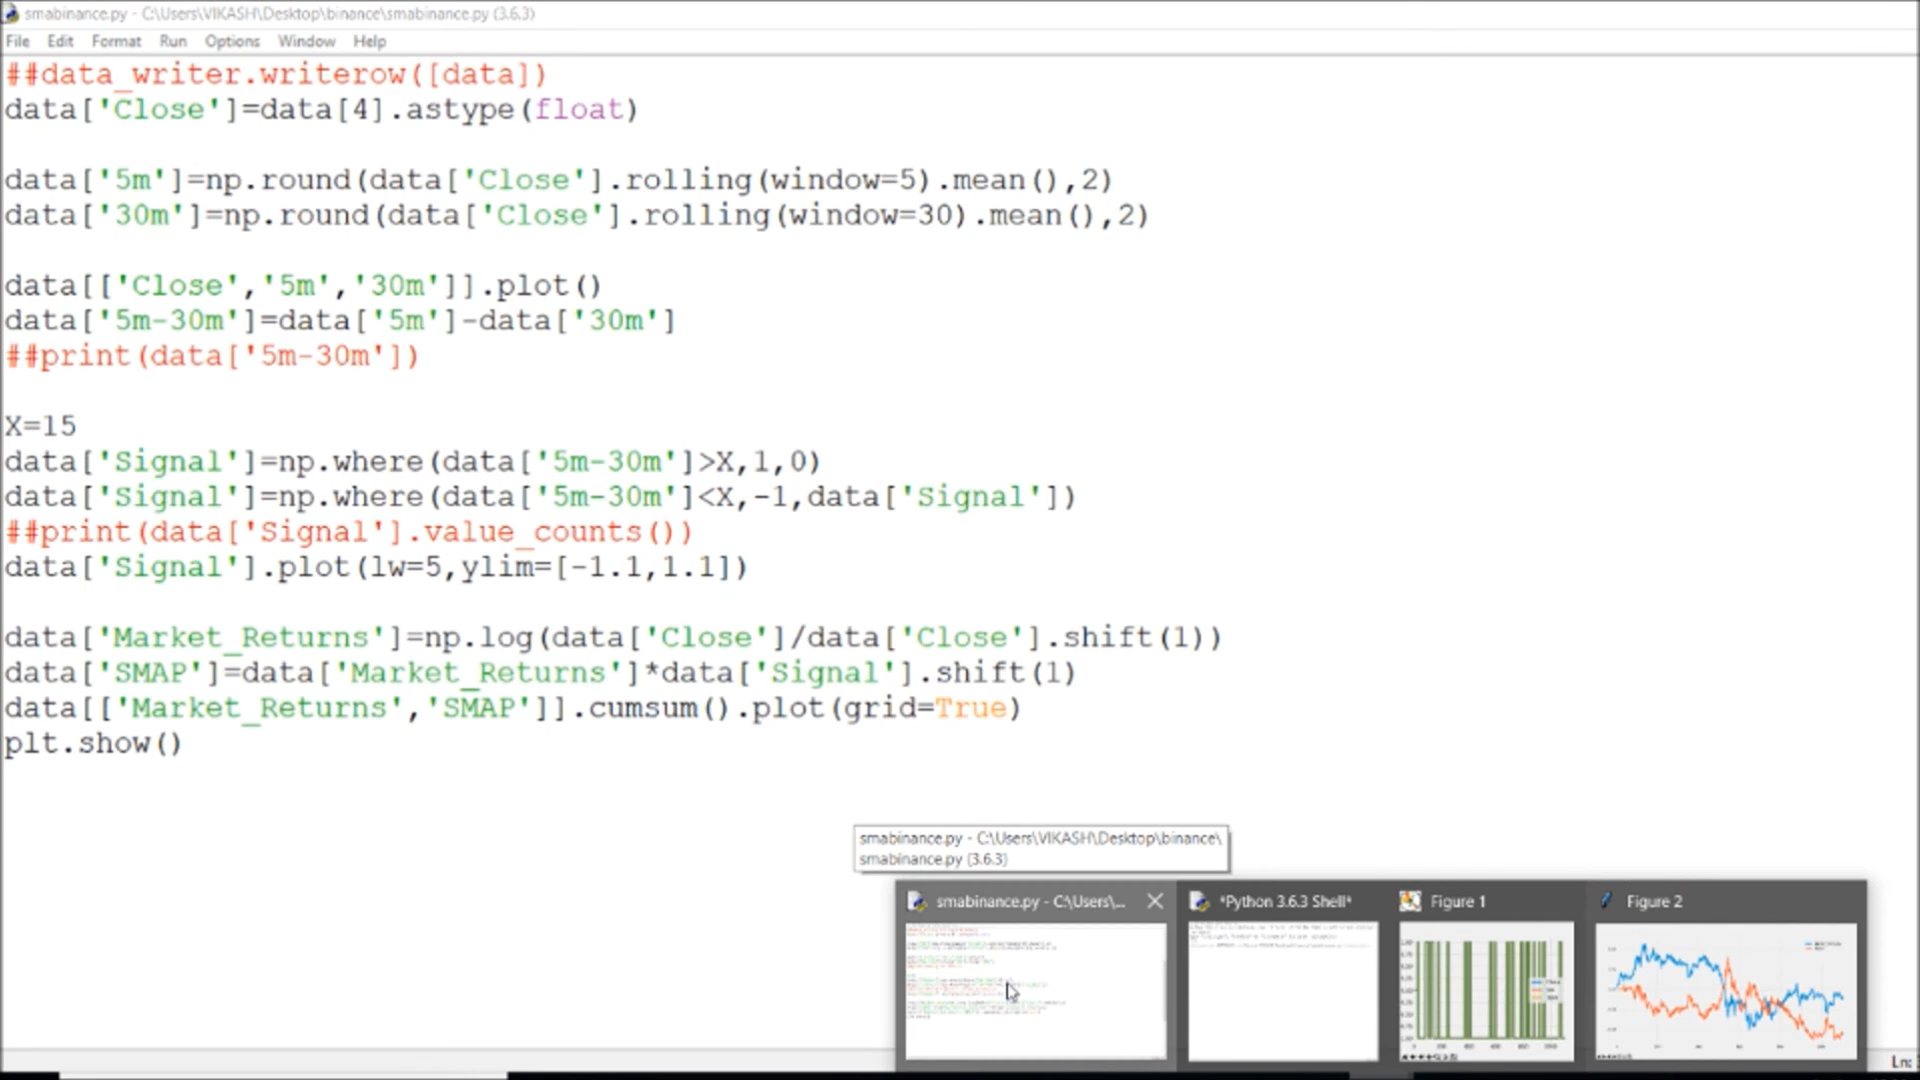 smabinance.py - C:\Users\VIKASH\Desktop\binance\smabinance.py (3.6.3)
File Edit Format Run Options Window Help
##data_writer.writerow([data])
data['Close']=data[4].astype(float)
data['5m']=np.round(data['Close'].rolling(window=5).mean(),2)
data['30m']=np.round(data['Close'].rolling(window=30).mean(),2)
data[['Close','5m','30m']].plot()
data['5m-30m']=data['5m']-data['30m']
##print(data['5m-30m'])
X=15
data['Signal']=np.where(data['5m-30m']>X,1,0)
data['Signal']=np.where(data['5m-30m']<X,-1,data['Signal'])
##print(data['Signal'].value_counts())
data['Signal'].plot(lw=5,ylim=[-1.1,1.1])
data['Market_Returns']=np.log(data['Close']/data['Close'].shift(1))
data['SMAP']=data['Market_Returns']*data['Signal'].shift(1)
data[['Market_Returns','SMAP']].cumsum().plot(grid=True)
plt.show()
smabinance.py - C:\Users\VIKASH\Desktop\binance\
smabinance.py (3.6.3)
smabinance.py - C:\Users\... *Python 3.6.3 Shell* Figure 1 Figure 2
Ln: